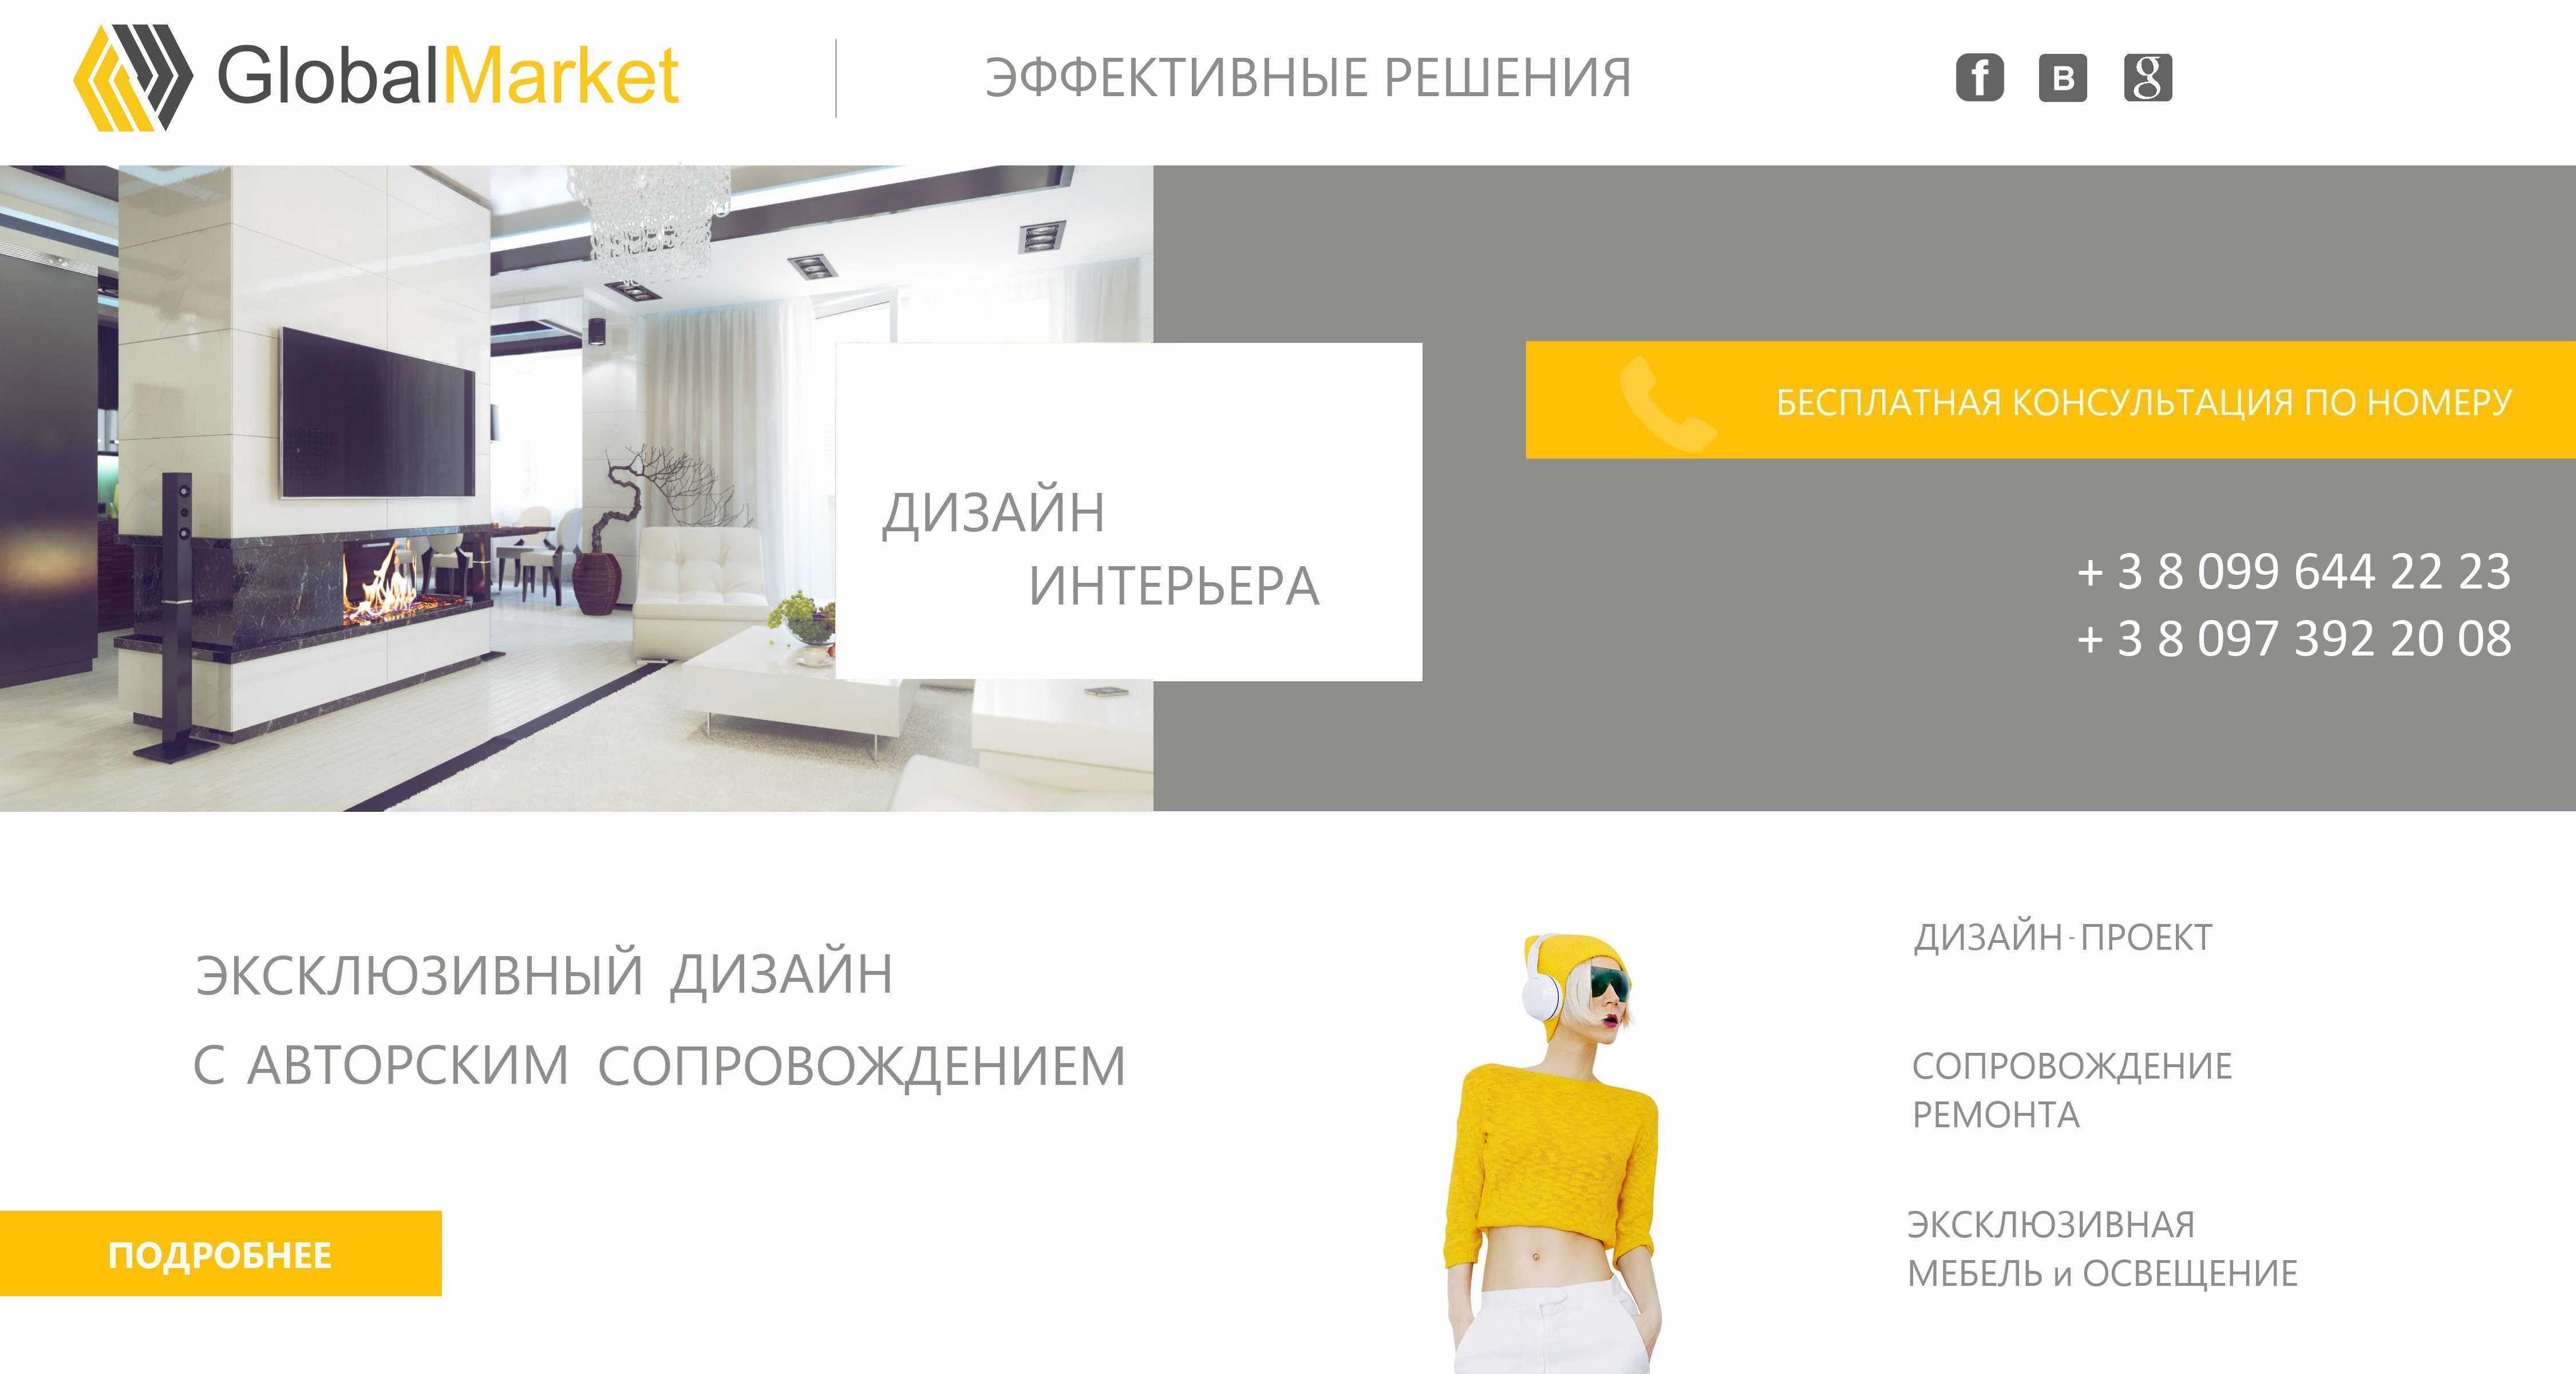 GlobalMarket
ЭФФЕКТИВНЫЕ РЕШЕНИЯ
f B g
БЕСПЛАТНАЯ КОНСУЛЬТАЦИЯ ПО НОМЕРУ
ДИЗАЙН
ИНТЕРЬЕРА
+ 3 8 099 644 22 23
+ 3 8 097 392 20 08
ЭКСКЛЮЗИВНЫЙ ДИЗАЙН
С АВТОРСКИМ СОПРОВОЖДЕНИЕМ
ПОДРОБНЕЕ
ДИЗАЙН-ПРОЕКТ
СОПРОВОЖДЕНИЕ
РЕМОНТА
ЭКСКЛЮЗИВНАЯ
МЕБЕЛЬ и ОСВЕЩЕНИЕ